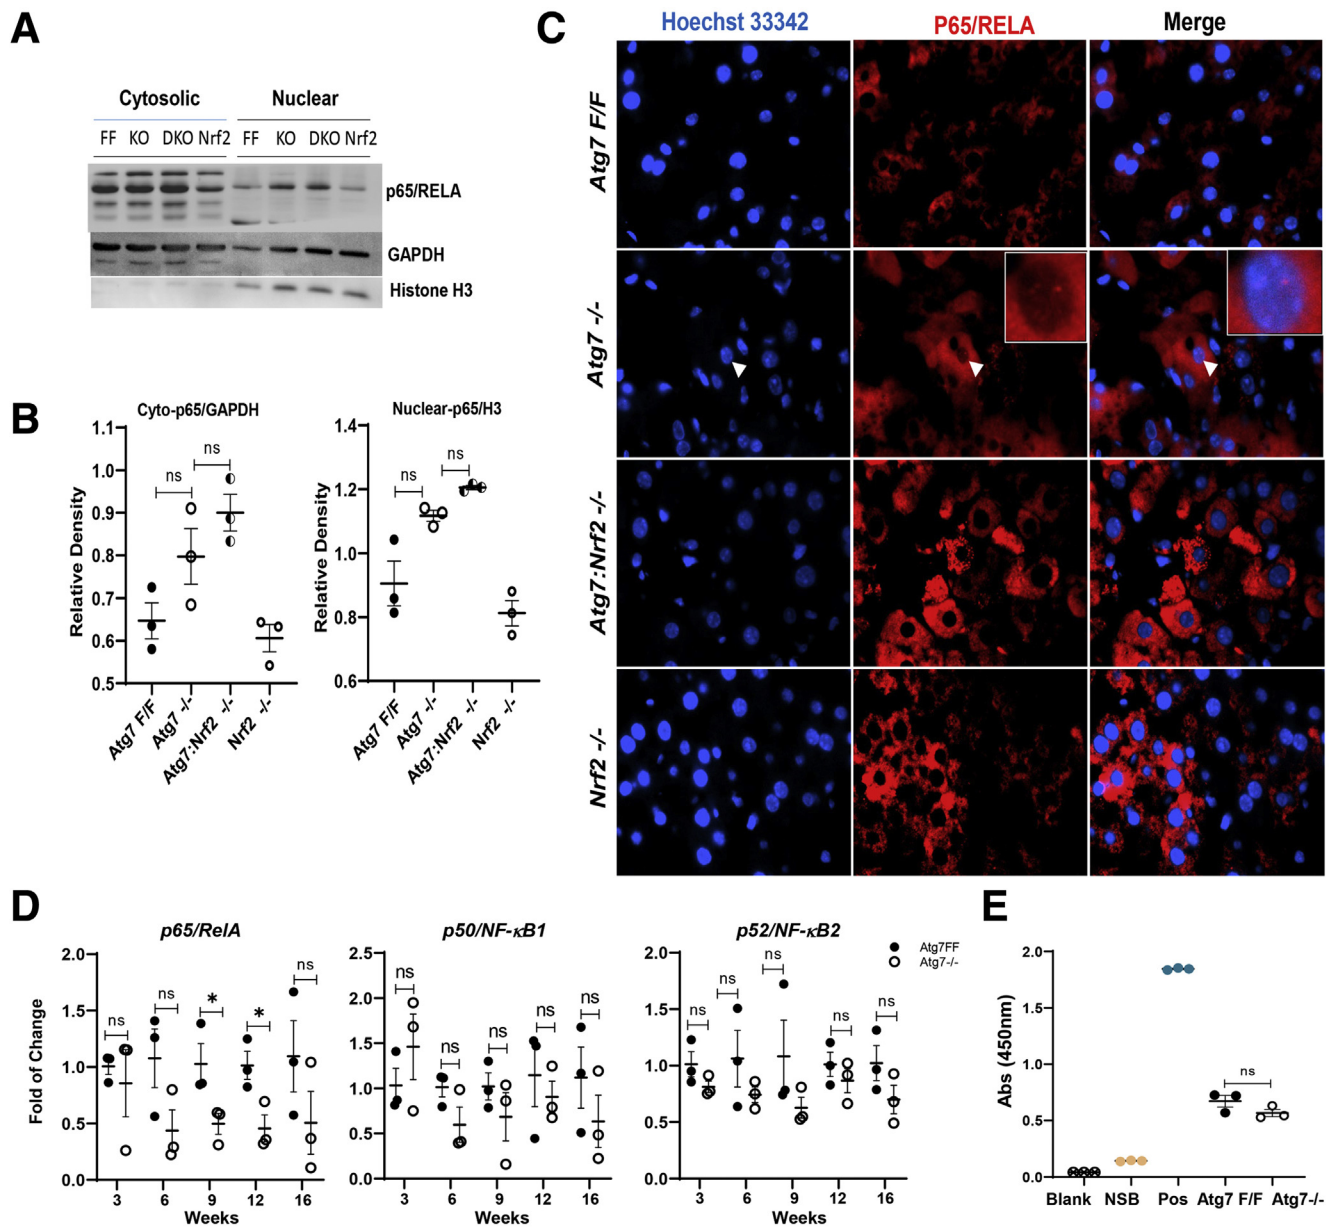 A
Cytosolic Nuclear
FF KO DKO Nrf2 FF KO DKO Nrf2
p65/RELA
GAPDH
Histone H3
B
Cyto-p65/GAPDH
Relative Density
1.1
1.0
0.9
0.8
0.7
0.6
0.5
ns
ns
Atg7 F/F
Atg7 -/-
Atg7:Nrf2 -/-
Nrf2 -/-
Nuclear-p65/H3
Relative Density
1.4
1.2
1.0
0.8
0.6
ns
ns
Atg7 F/F
Atg7 -/-
Atg7:Nrf2 -/-
Nrf2 -/-
C
Hoechst 33342 P65/RELA Merge
Atg7 F/F
Atg7 -/-
Atg7:Nrf2 -/-
Nrf2 -/-
D
p65/RelA
Fold of Change
2.0
1.5
1.0
0.5
0.0
ns ns * * ns
3 6 9 12 16
Weeks
p50/NF-κB1
2.5
2.0
1.5
1.0
0.5
0.0
ns ns ns ns ns
3 6 9 12 16
Weeks
p52/NF-κB2
2.0
1.5
1.0
0.5
0.0
ns ns ns ns ns
3 6 9 12 16
Weeks
Atg7FF
Atg7-/-
E
Abs (450nm)
2.0
1.5
1.0
0.5
0.0
ns
Blank NSB Pos Atg7 F/F Atg7-/-